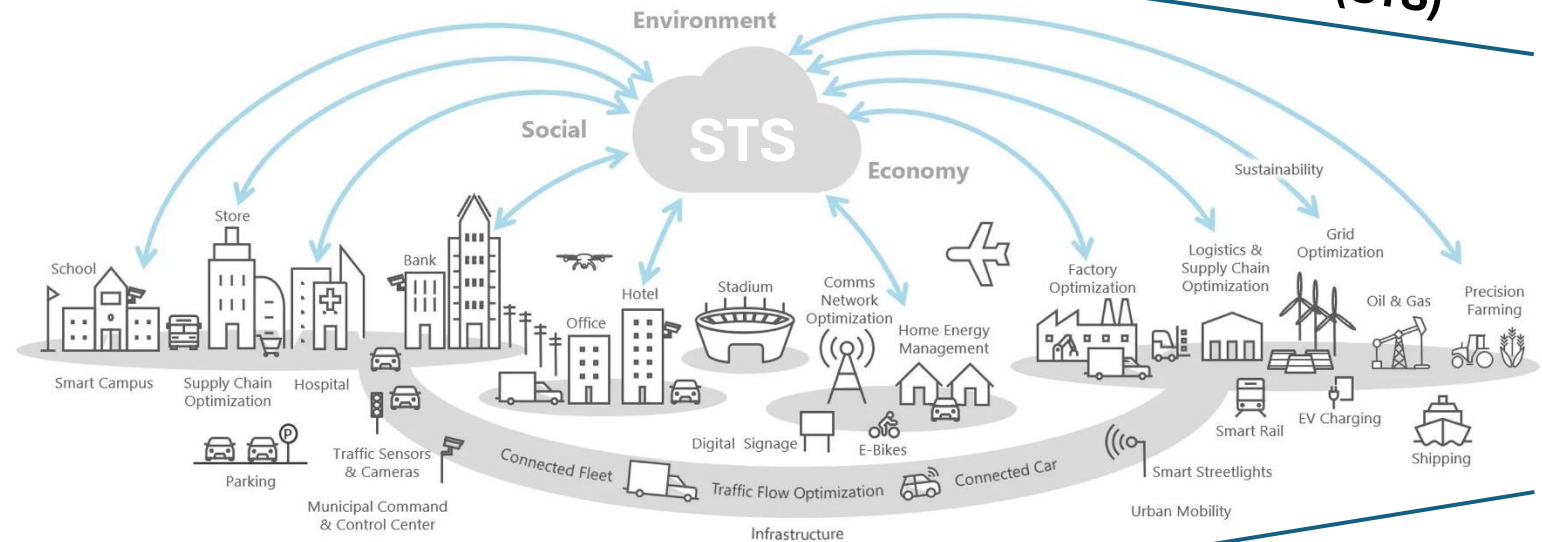 (STS)
Environment
STS
Social
Economy
Sustainability
Store
School
Bank
Hotel
Office
Stadium
Comms
Network
Optimization
Home Energy
Management
Factory
Optimization
Logistics &
Supply Chain
Optimization
Grid
Optimization
Oil & Gas
Precision
Farming
Smart Campus
Supply Chain
Optimization
Hospital
P
Parking
Traffic Sensors
& Cameras
Municipal Command
& Control Center
Digital Signage
E-Bikes
Connected Fleet
Traffic Flow Optimization
Connected Car
Smart Rail
EV Charging
Shipping
Smart Streetlights
Urban Mobility
Infrastructure